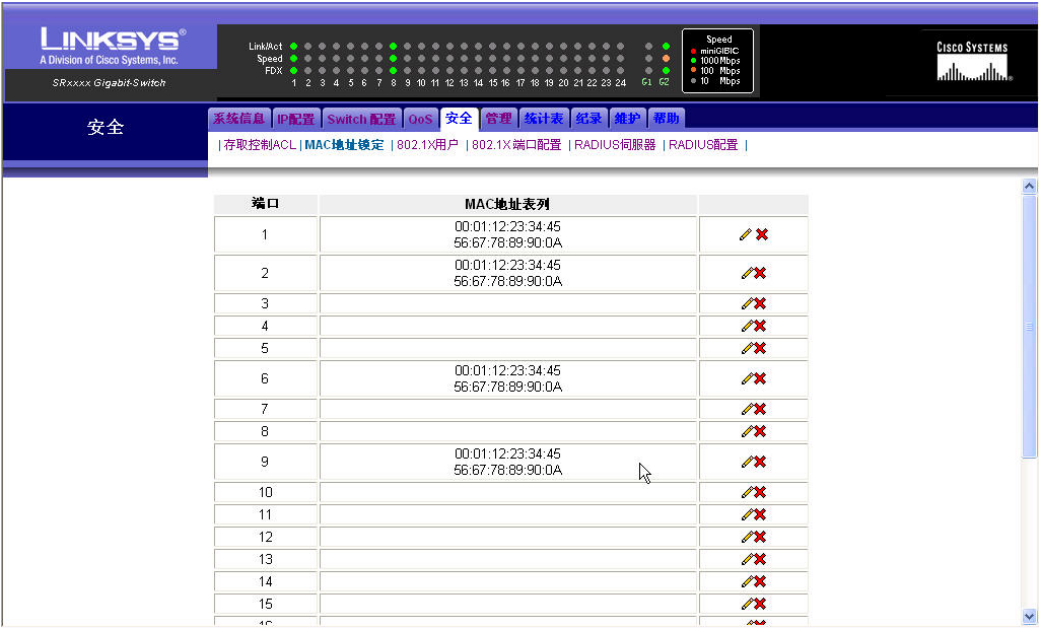 LINKSYS®
A Division of Cisco Systems, Inc.
SRxxxx Gigabit-Switch
Link/Act
Speed
FDX
1 2 3 4 5 6 7 8 9 10 11 12 13 14 15 16 17 18 19 20 21 22 23 24 G1 G2
Speed
miniGIBIC
1000 Mbps
100 Mbps
10 Mbps
CISCO SYSTEMS
安全
系统信息 IP配置 Switch 配置 QoS 安全 管理 统计表 纪录 维护 帮助
| 存取控制ACL | MAC地址锁定 | 802.1X用户 | 802.1X 端口配置 | RADIUS伺服器 | RADIUS配置 |
端口 MAC地址表列
1 00:01:12:23:34:45
56:67:78:89:90:0A
2 00:01:12:23:34:45
56:67:78:89:90:0A
3
4
5
6 00:01:12:23:34:45
56:67:78:89:90:0A
7
8
9 00:01:12:23:34:45
56:67:78:89:90:0A
10
11
12
13
14
15